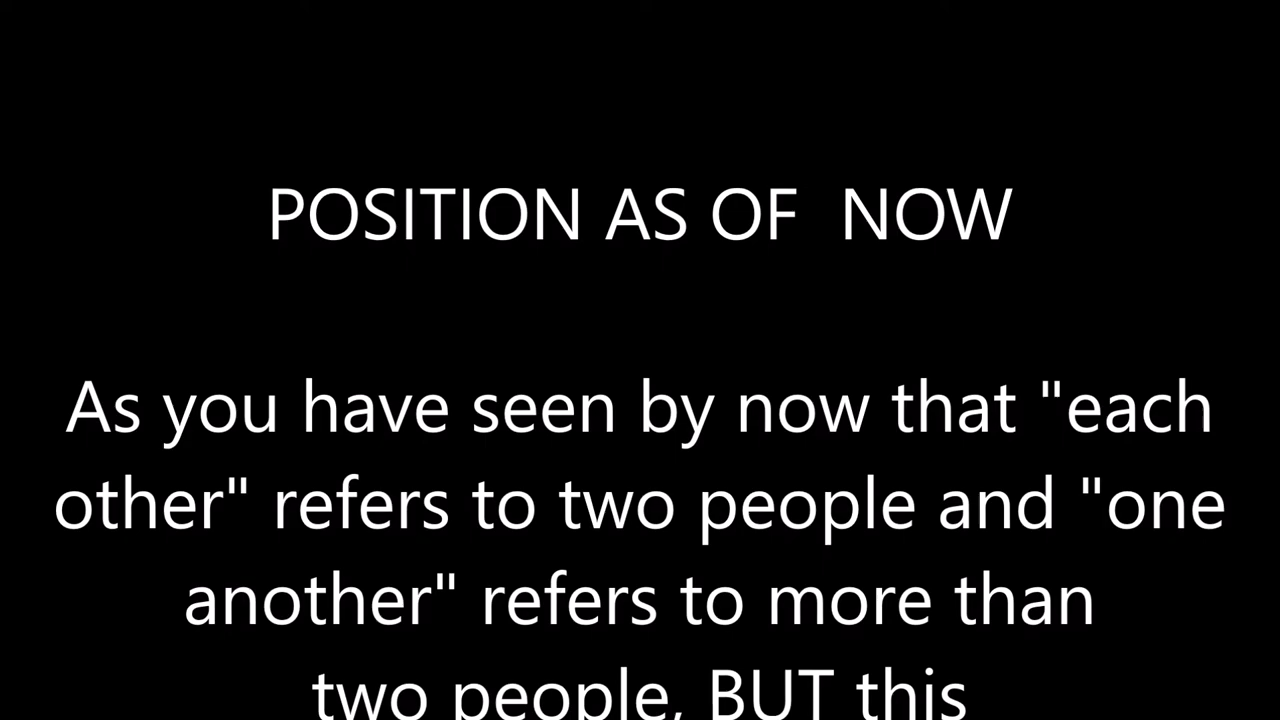 POSITION AS OF  NOW
As you have seen by now that "each
other" refers to two people and "one
another" refers to more than
two people, BUT this